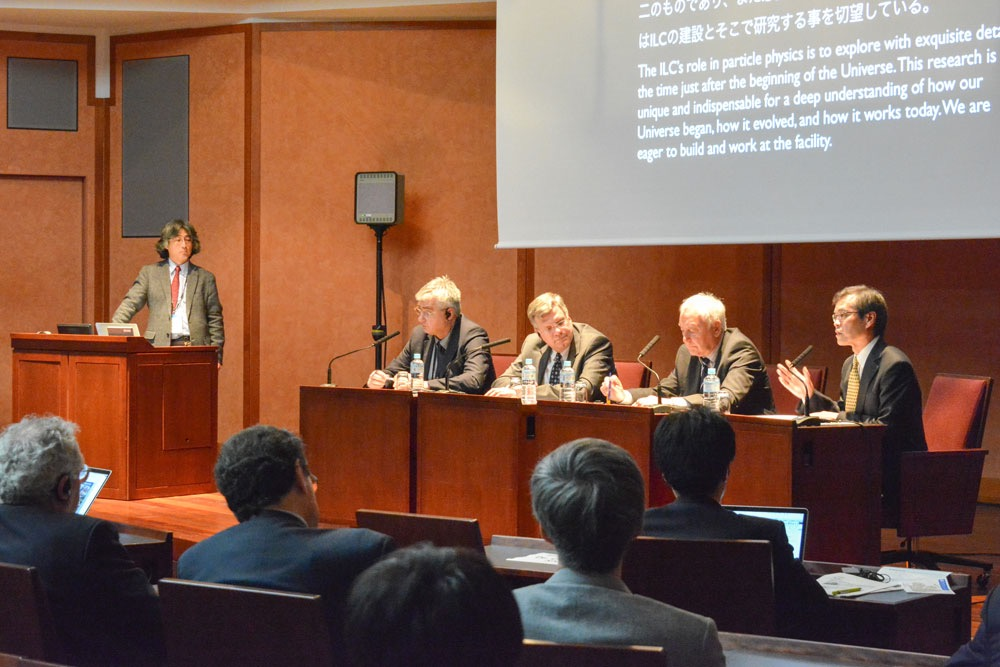 二のものであり、また
はILCの建設とそこで研究する事を切望している。
The ILC's role in particle physics is to explore with exquisite
the time just after the beginning of the Universe. This research is
unique and indispensable for a deep understanding of how our
Universe began, how it evolved, and how it works today. We are
eager to build and work at the facility.